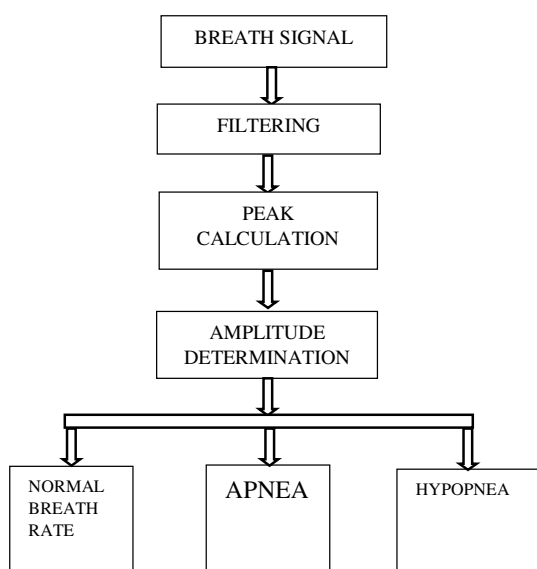 BREATH SIGNAL
FILTERING
PEAK
CALCULATION
AMPLITUDE
DETERMINATION
NORMAL
BREATH
RATE
APNEA
HYPOPNEA